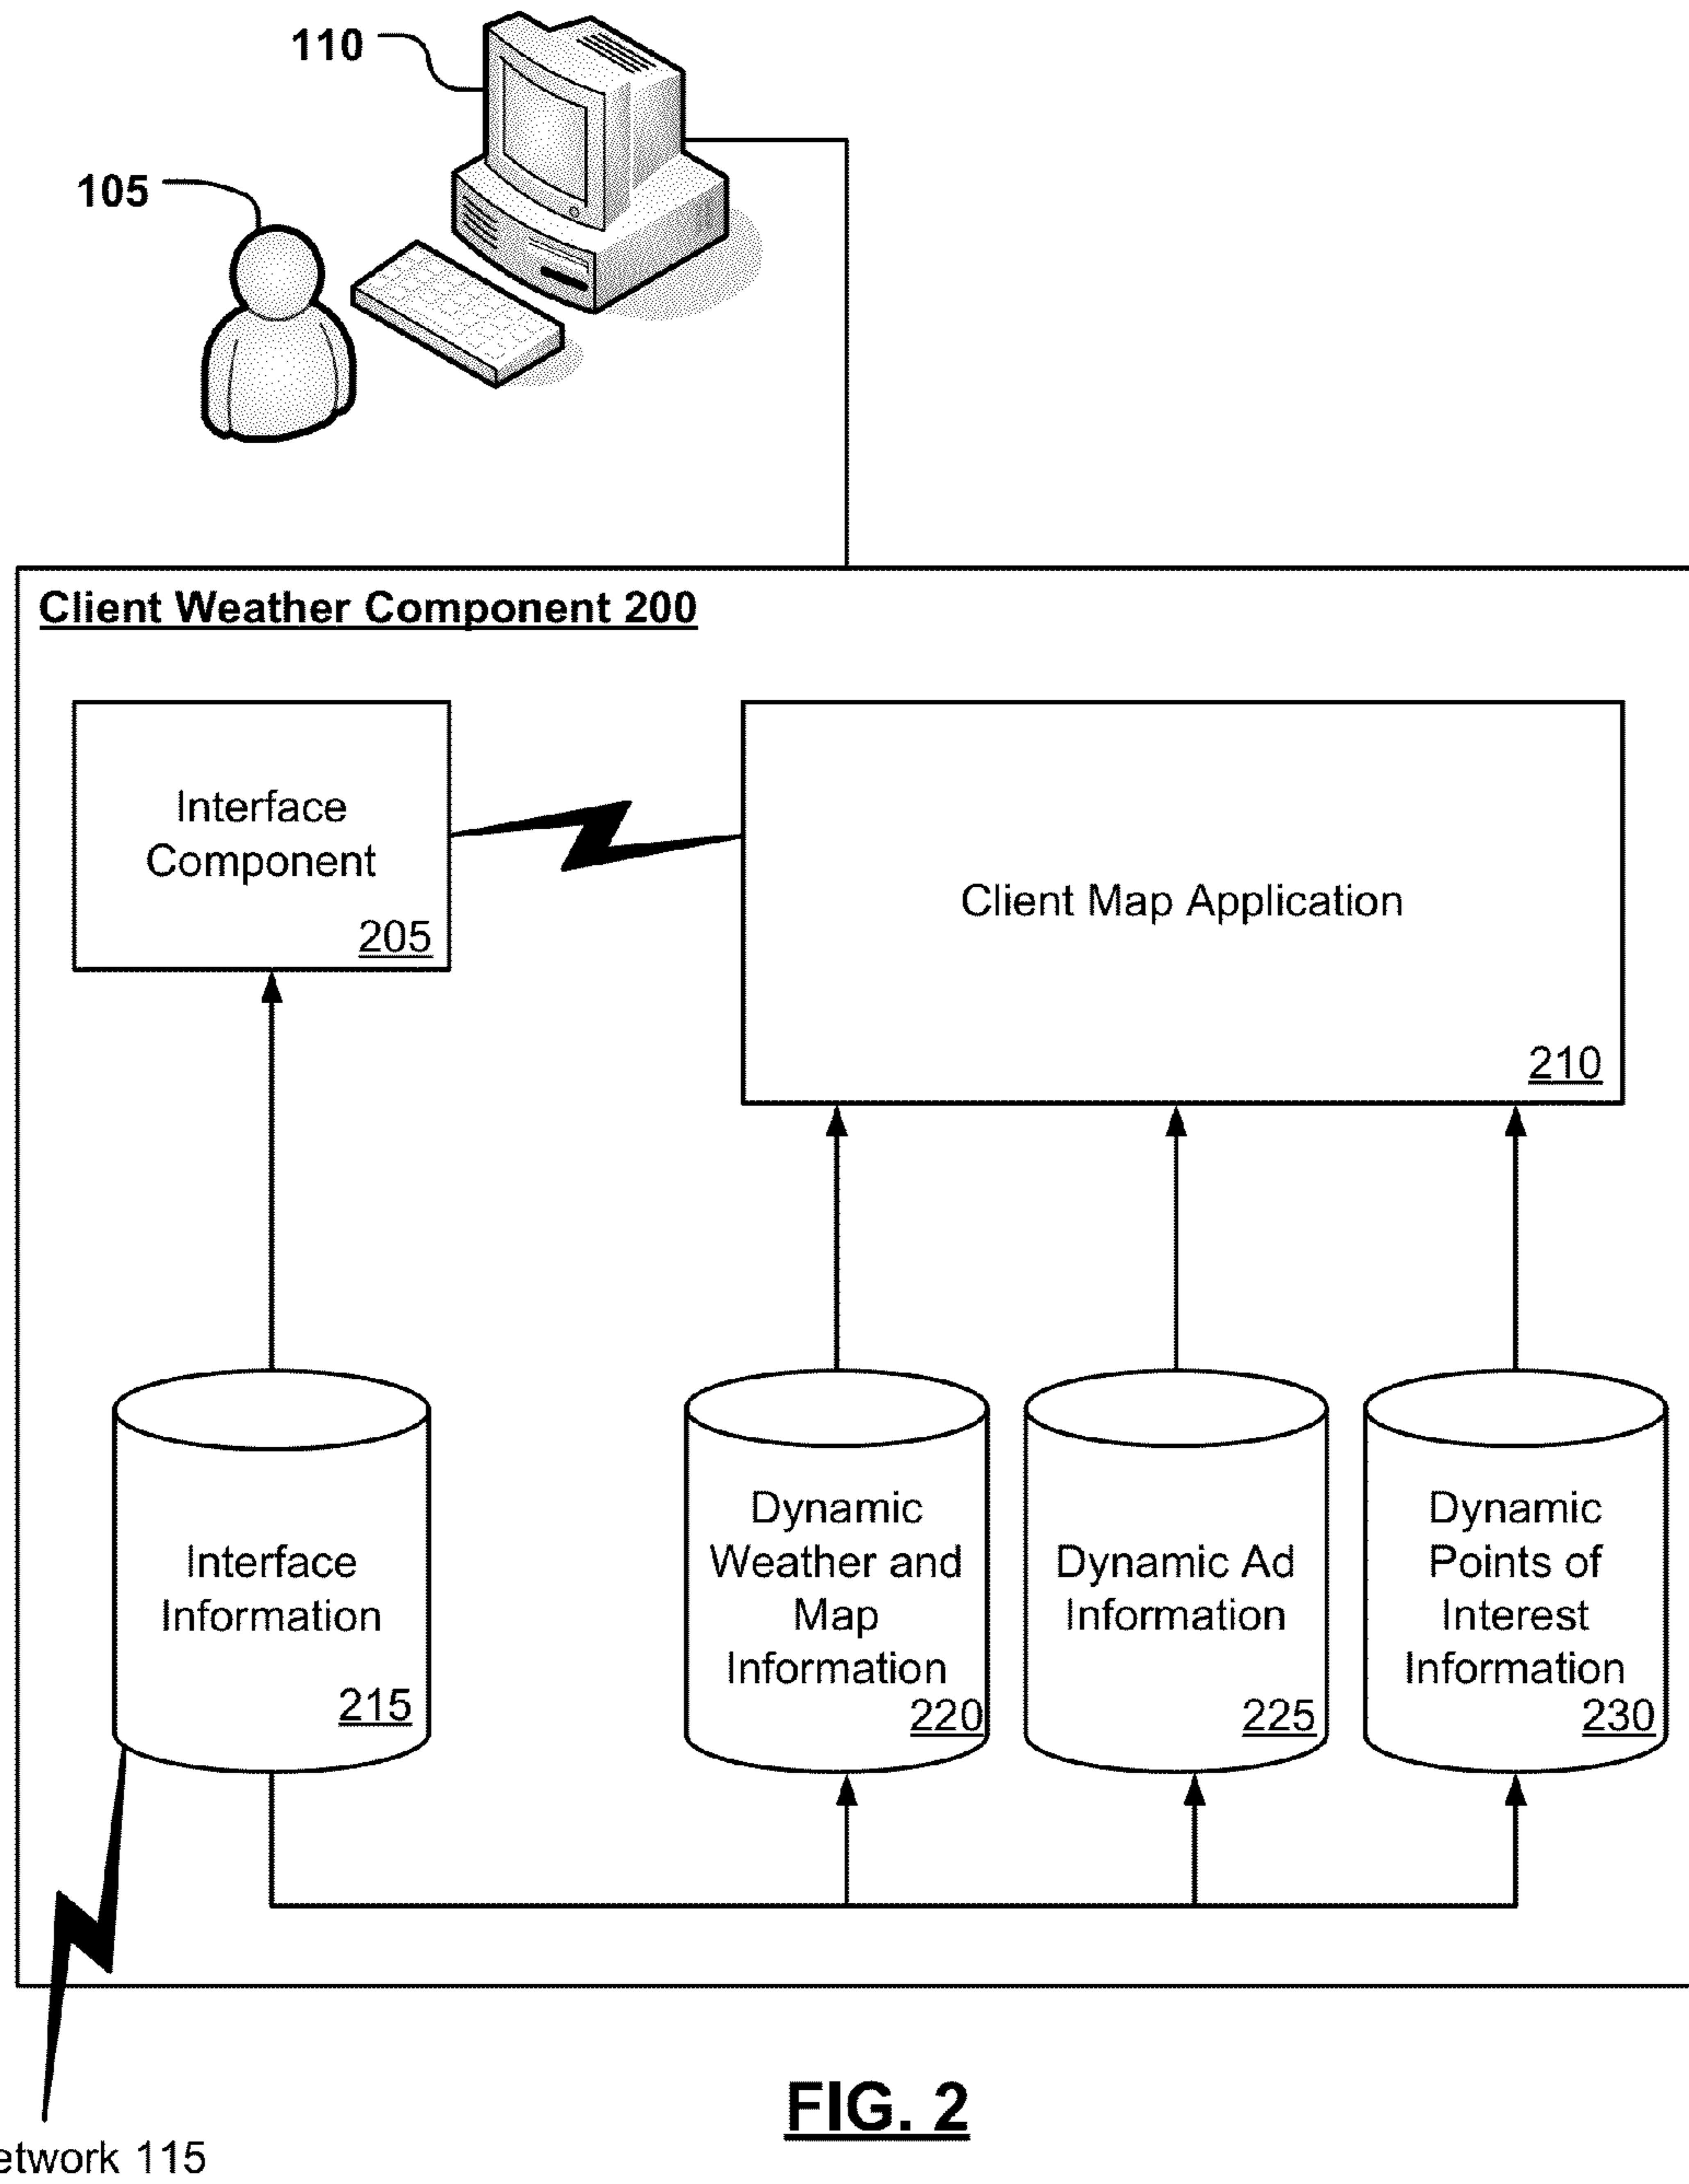 110
105
Client Weather Component 200
Interface
Component
205
Client Map Application
210
Interface
Information
215
Dynamic
Weather and
Map
Information
220
Dynamic Ad
Information
225
Dynamic
Points of
Interest
Information
230
FIG. 2
etwork 115